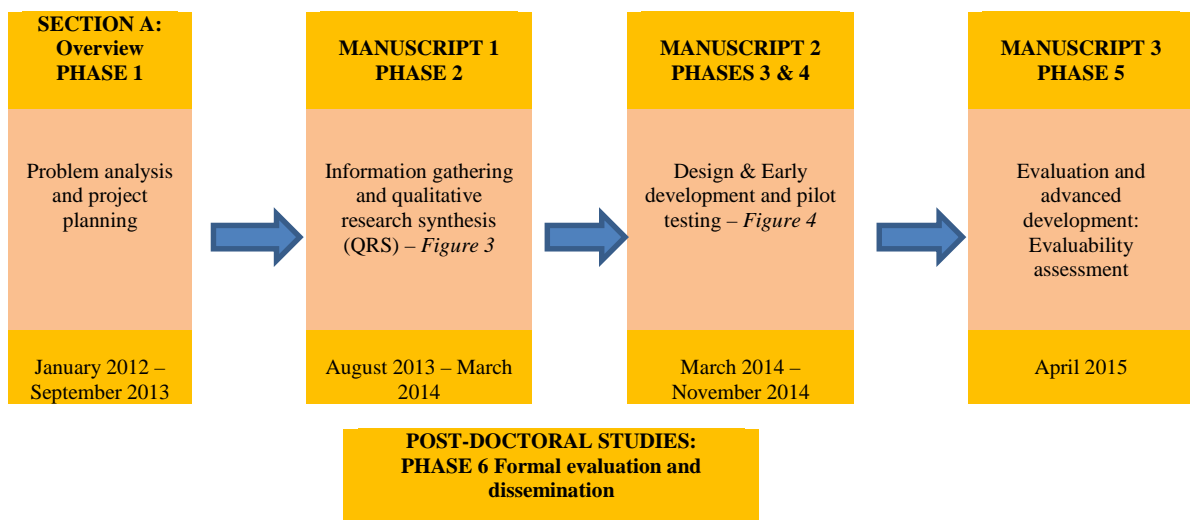 SECTION A:
Overview
PHASE 1
Problem analysis
and project
planning
January 2012 –
September 2013
MANUSCRIPT 1
PHASE 2
Information gathering
and qualitative
research synthesis
(QRS) – Figure 3
August 2013 – March
2014
MANUSCRIPT 2
PHASES 3 & 4
Design & Early
development and pilot
testing – Figure 4
March 2014 –
November 2014
MANUSCRIPT 3
PHASE 5
Evaluation and
advanced
development:
Evaluability
assessment
April 2015
POST-DOCTORAL STUDIES:
PHASE 6 Formal evaluation and
dissemination